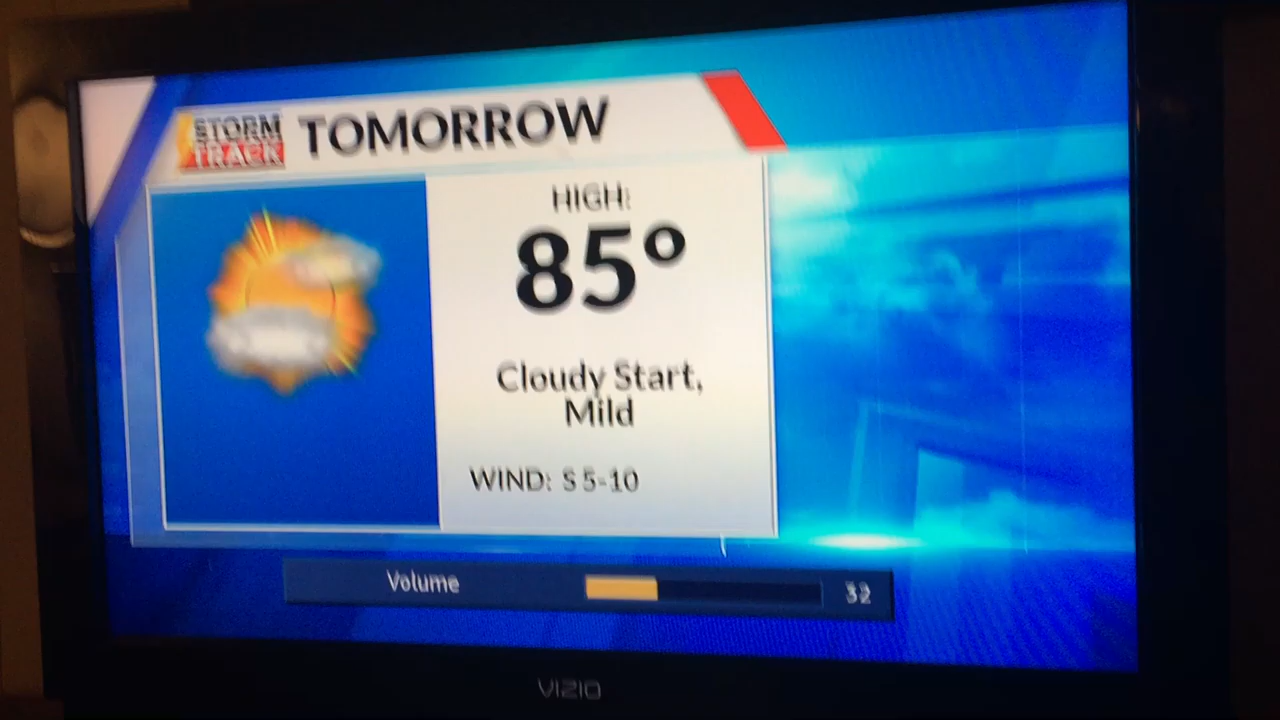 STORM
TRACK
TOMORROW
HIGH:
85°
Cloudy Start,
Mild
WIND: S 5-10
Volume
32
VIZIO